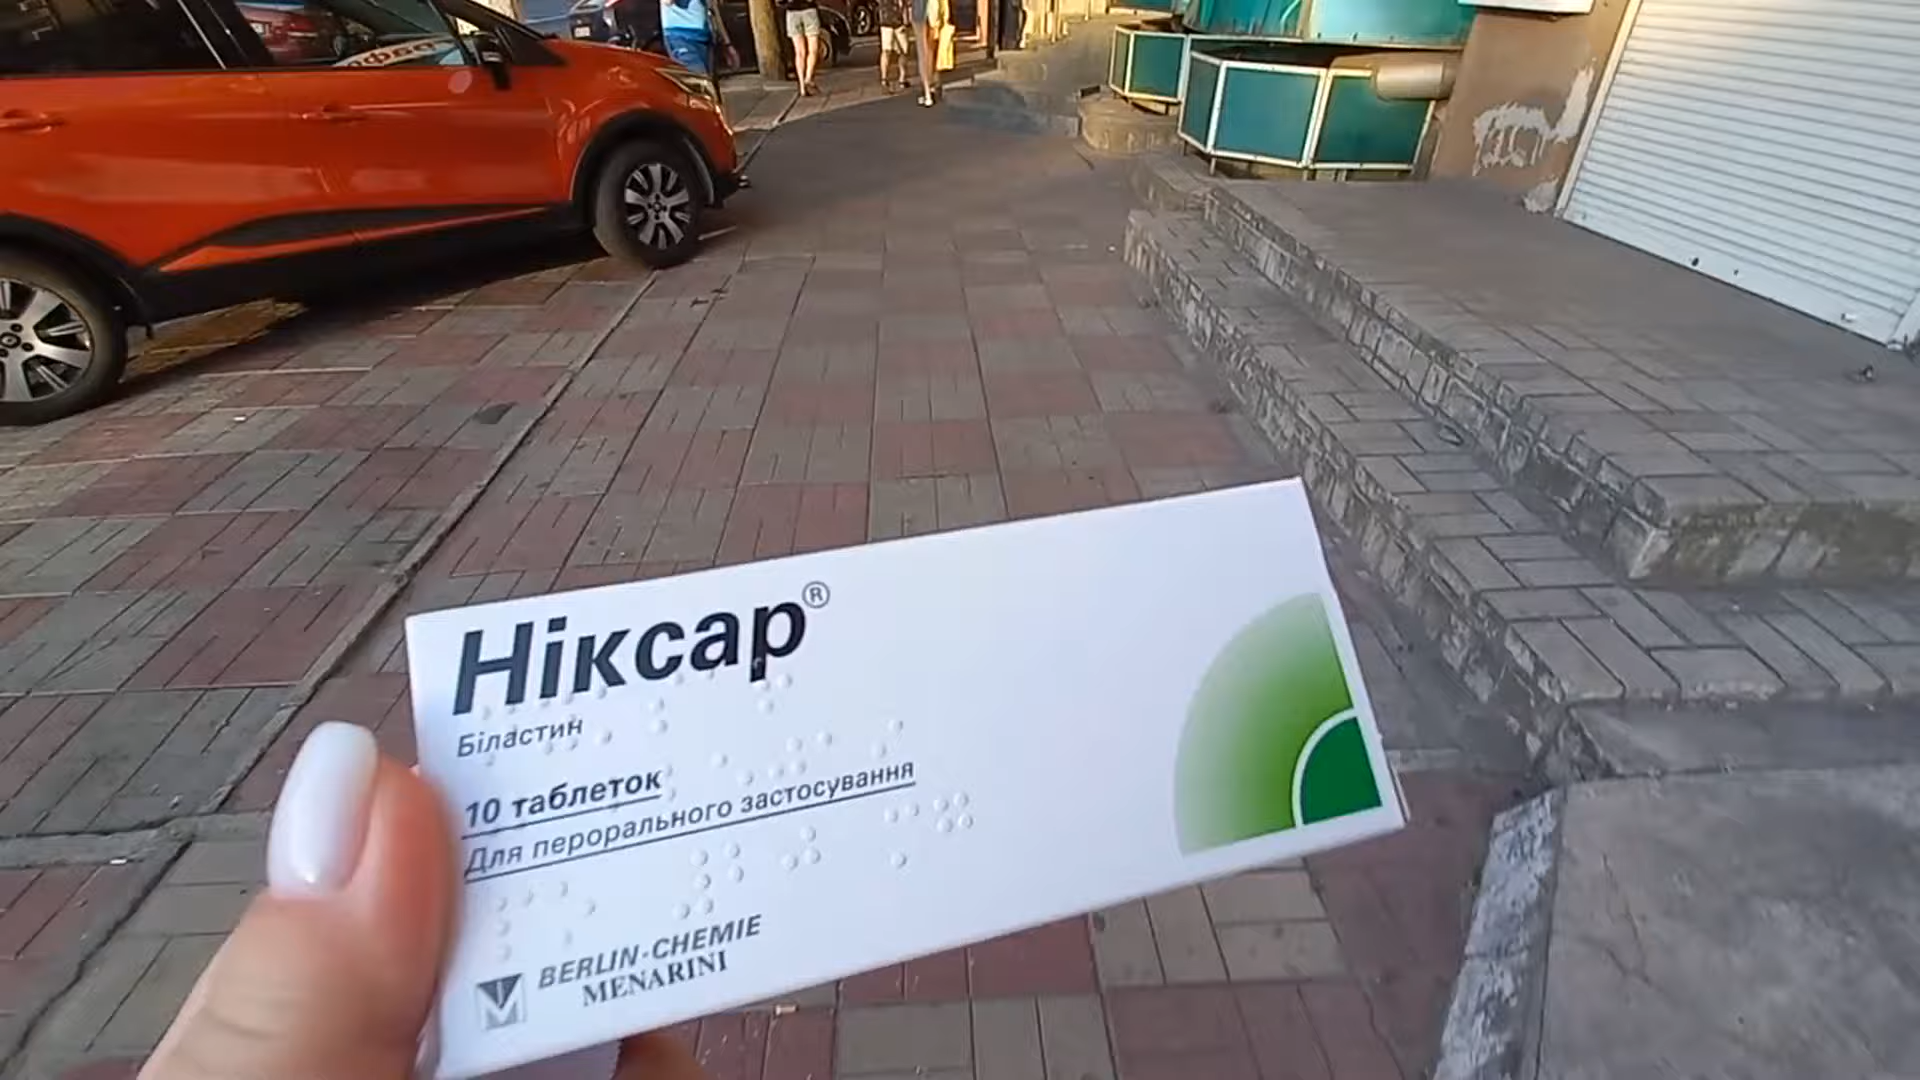 Ніксар®
Біластин
10 таблеток
Для перорального застосування
BERLIN-CHEMIE
MENARINI